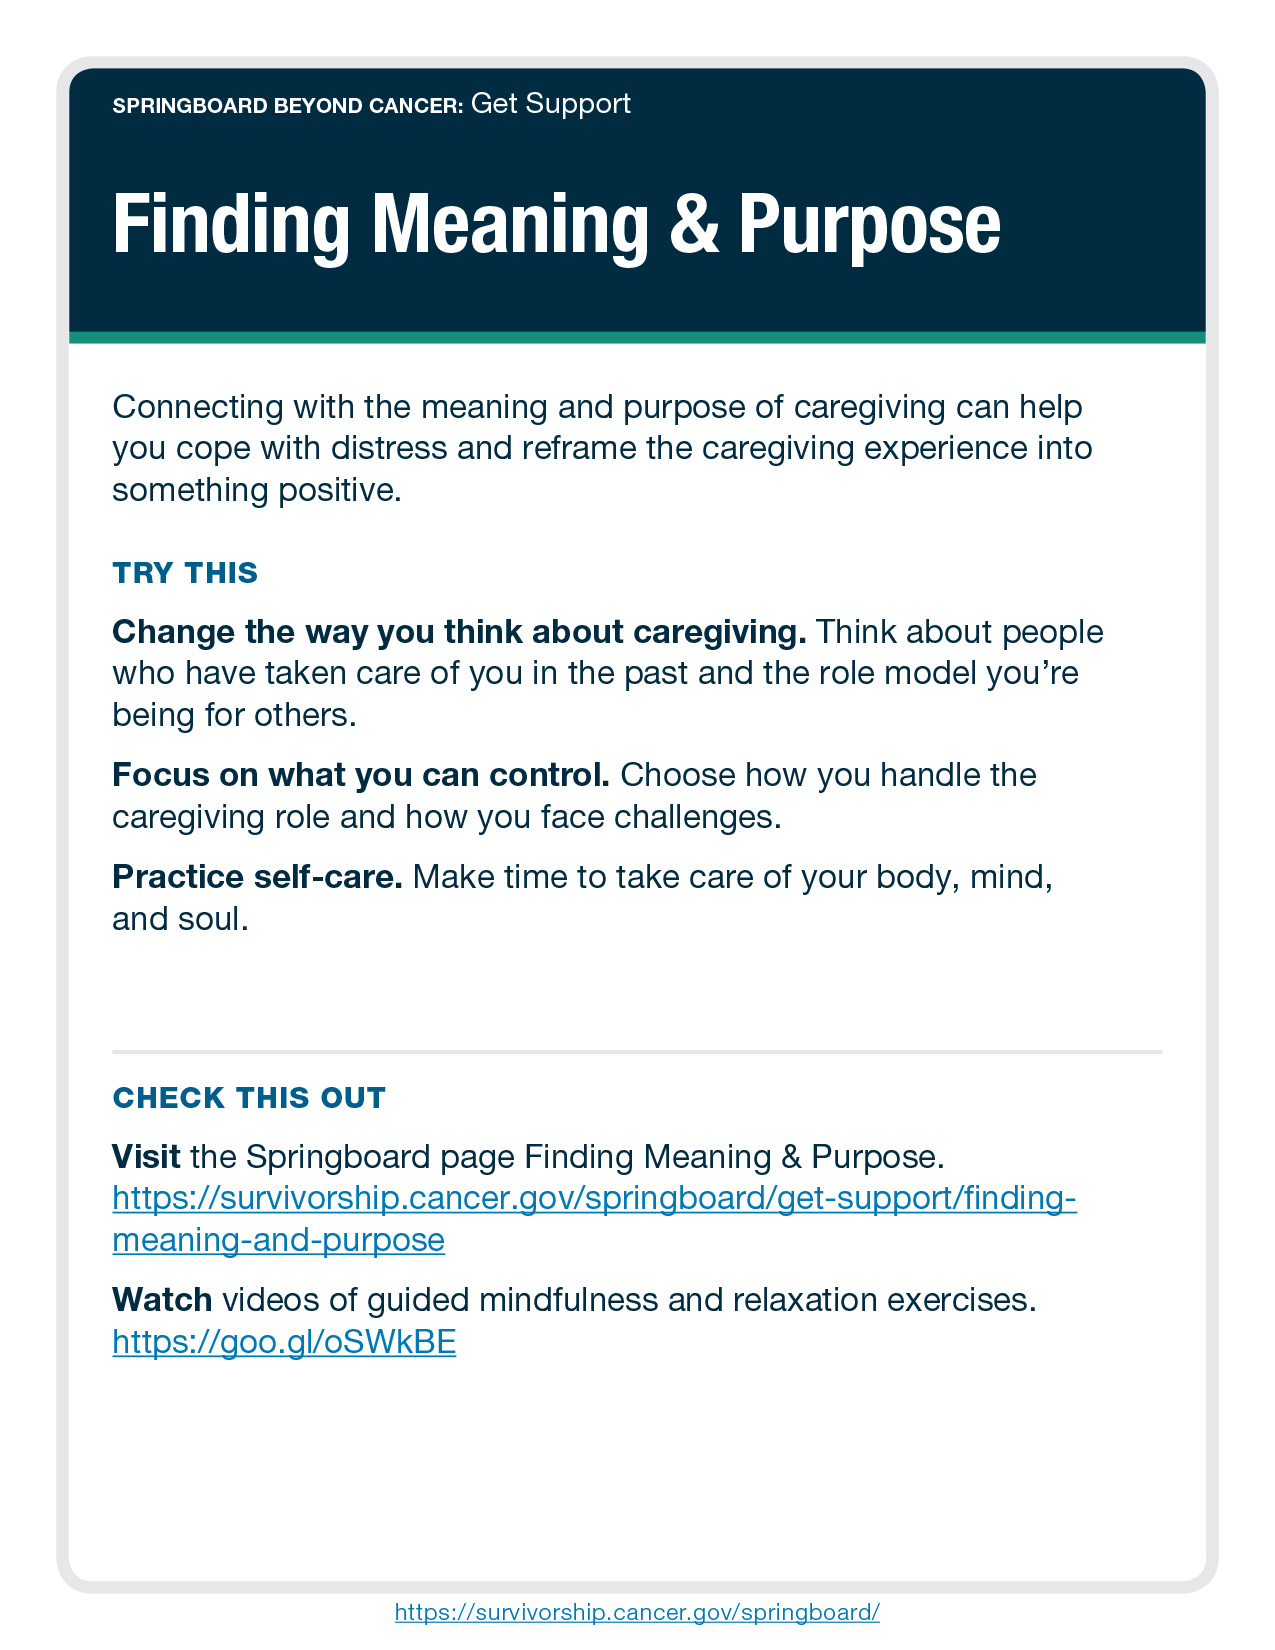 SPRINGBOARD BEYOND CANCER: Get Support
Finding Meaning & Purpose
Connecting with the meaning and purpose of caregiving can help
you cope with distress and reframe the caregiving experience into
something positive.
TRY THIS
Change the way you think about caregiving. Think about people
who have taken care of you in the past and the role model you’re
being for others.
Focus on what you can control. Choose how you handle the
caregiving role and how you face challenges.
Practice self-care. Make time to take care of your body, mind,
and soul.
CHECK THIS OUT
Visit the Springboard page Finding Meaning & Purpose.
https://survivorship.cancer.gov/springboard/get-support/finding-
meaning-and-purpose
Watch videos of guided mindfulness and relaxation exercises.
https://goo.gl/oSWkBE
https://survivorship.cancer.gov/springboard/